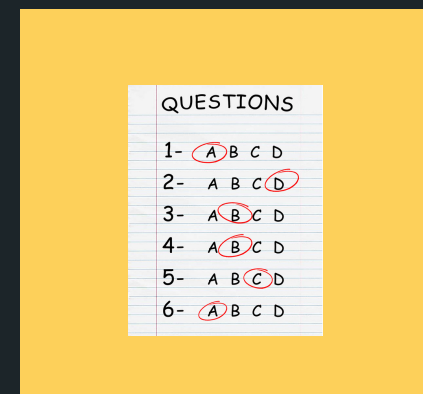 QUESTIONS
1- A B C D
2- A B C D
3- A B C D
4- A B C D
5- A B C D
6- A B C D